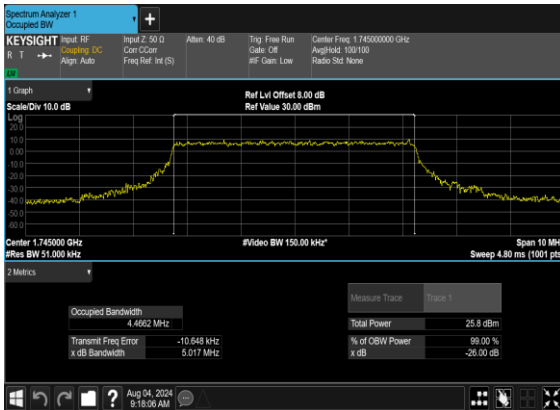 Spectrum Analyzer 1
Occupied BW
KEYSIGHT
R T
LNI
Input: RF
Coupling: DC
Align: Auto
Input Z: 50 Ω
Corr CCorr
Freq Ref: Int (S)
Atten: 40 dB
Trig: Free Run
Gate: Off
#IF Gain: Low
Center Freq: 1.745000000 GHz
Avg|Hold: 100/100
Radio Std: None
1 Graph
Scale/Div 10.0 dB
Ref Lvl Offset 8.00 dB
Ref Value 30.00 dBm
Log
20.0
10.0
0.00
-10.0
-20.0
-30.0
-40.0
-50.0
-60.0
Center 1.745000 GHz
#Res BW 51.000 kHz
#Video BW 150.00 kHz*
Span 10 MH
Sweep 4.80 ms (1001 pts
2 Metrics
Measure Trace
Trace 1
Occupied Bandwidth
4.4662 MHz
Total Power
25.8 dBm
Transmit Freq Error
-10.648 kHz
% of OBW Power
99.00 %
x dB Bandwidth
5.017 MHz
x dB
-26.00 dB
?
Aug 04, 2024
9:18:06 AM